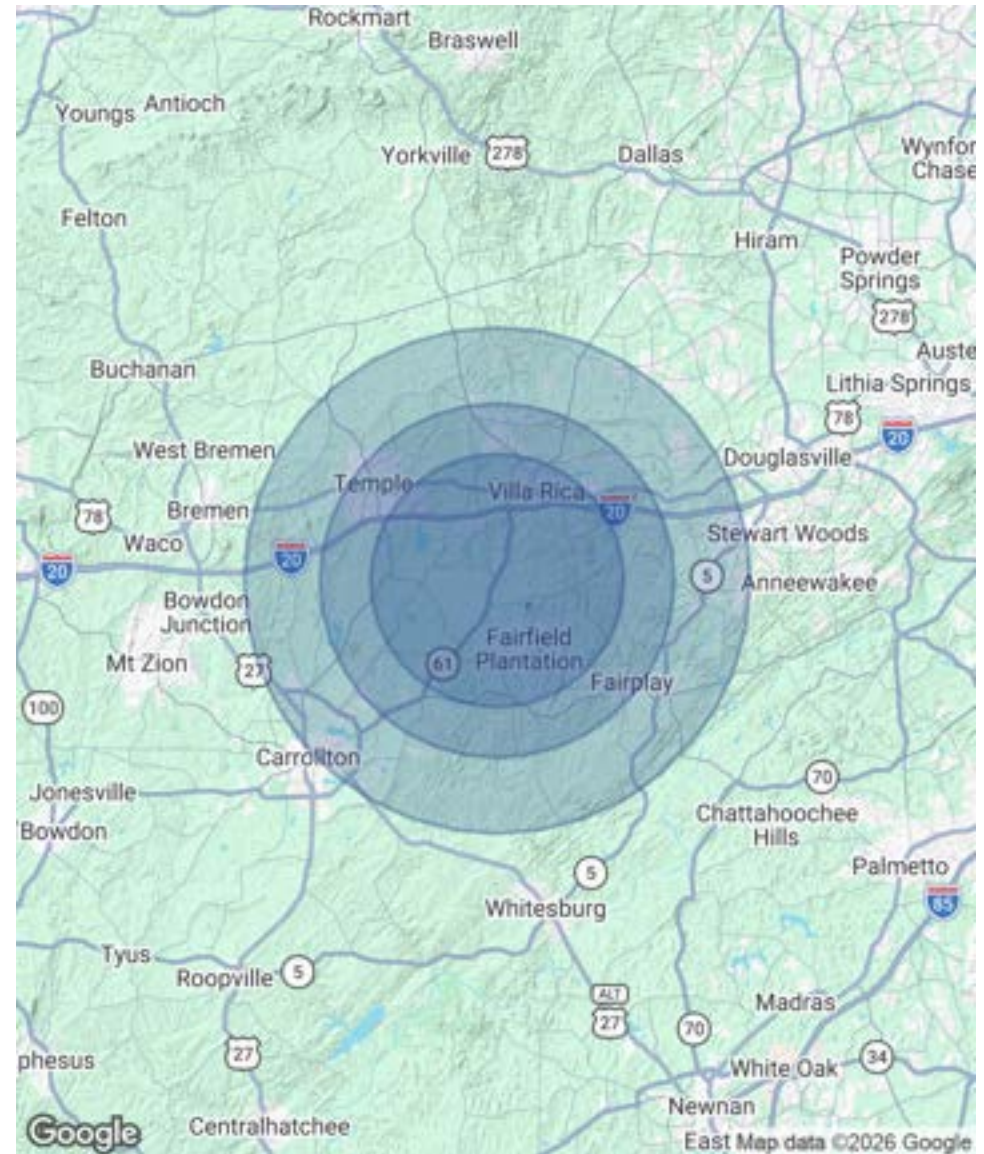 Rockmart
Braswell
Youngs
Antioch
Yorkville
278
Dallas
Wynfor
Chase
Felton
Hiram
Powder
Springs
278
Auste
Buchanan
Lithia Springs
78
20
West Bremen
Douglasville
Temple
Villa Rica
20
78
Bremen
Stewart Woods
Waco
20
20
5
Anneewakee
Bowdon
Junction
Fairfield
Plantation
61
Mt Zion
27
Fairplay
100
Carrollton
70
Jonesville
Chattahoochee
Hills
Bowdon
Palmetto
5
85
Whitesburg
Tyus
Roopville
5
ALT
27
Madras
70
27
34
phesus
White Oak
Newnan
Centralhatchee
Google
East Map data ©2026 Google